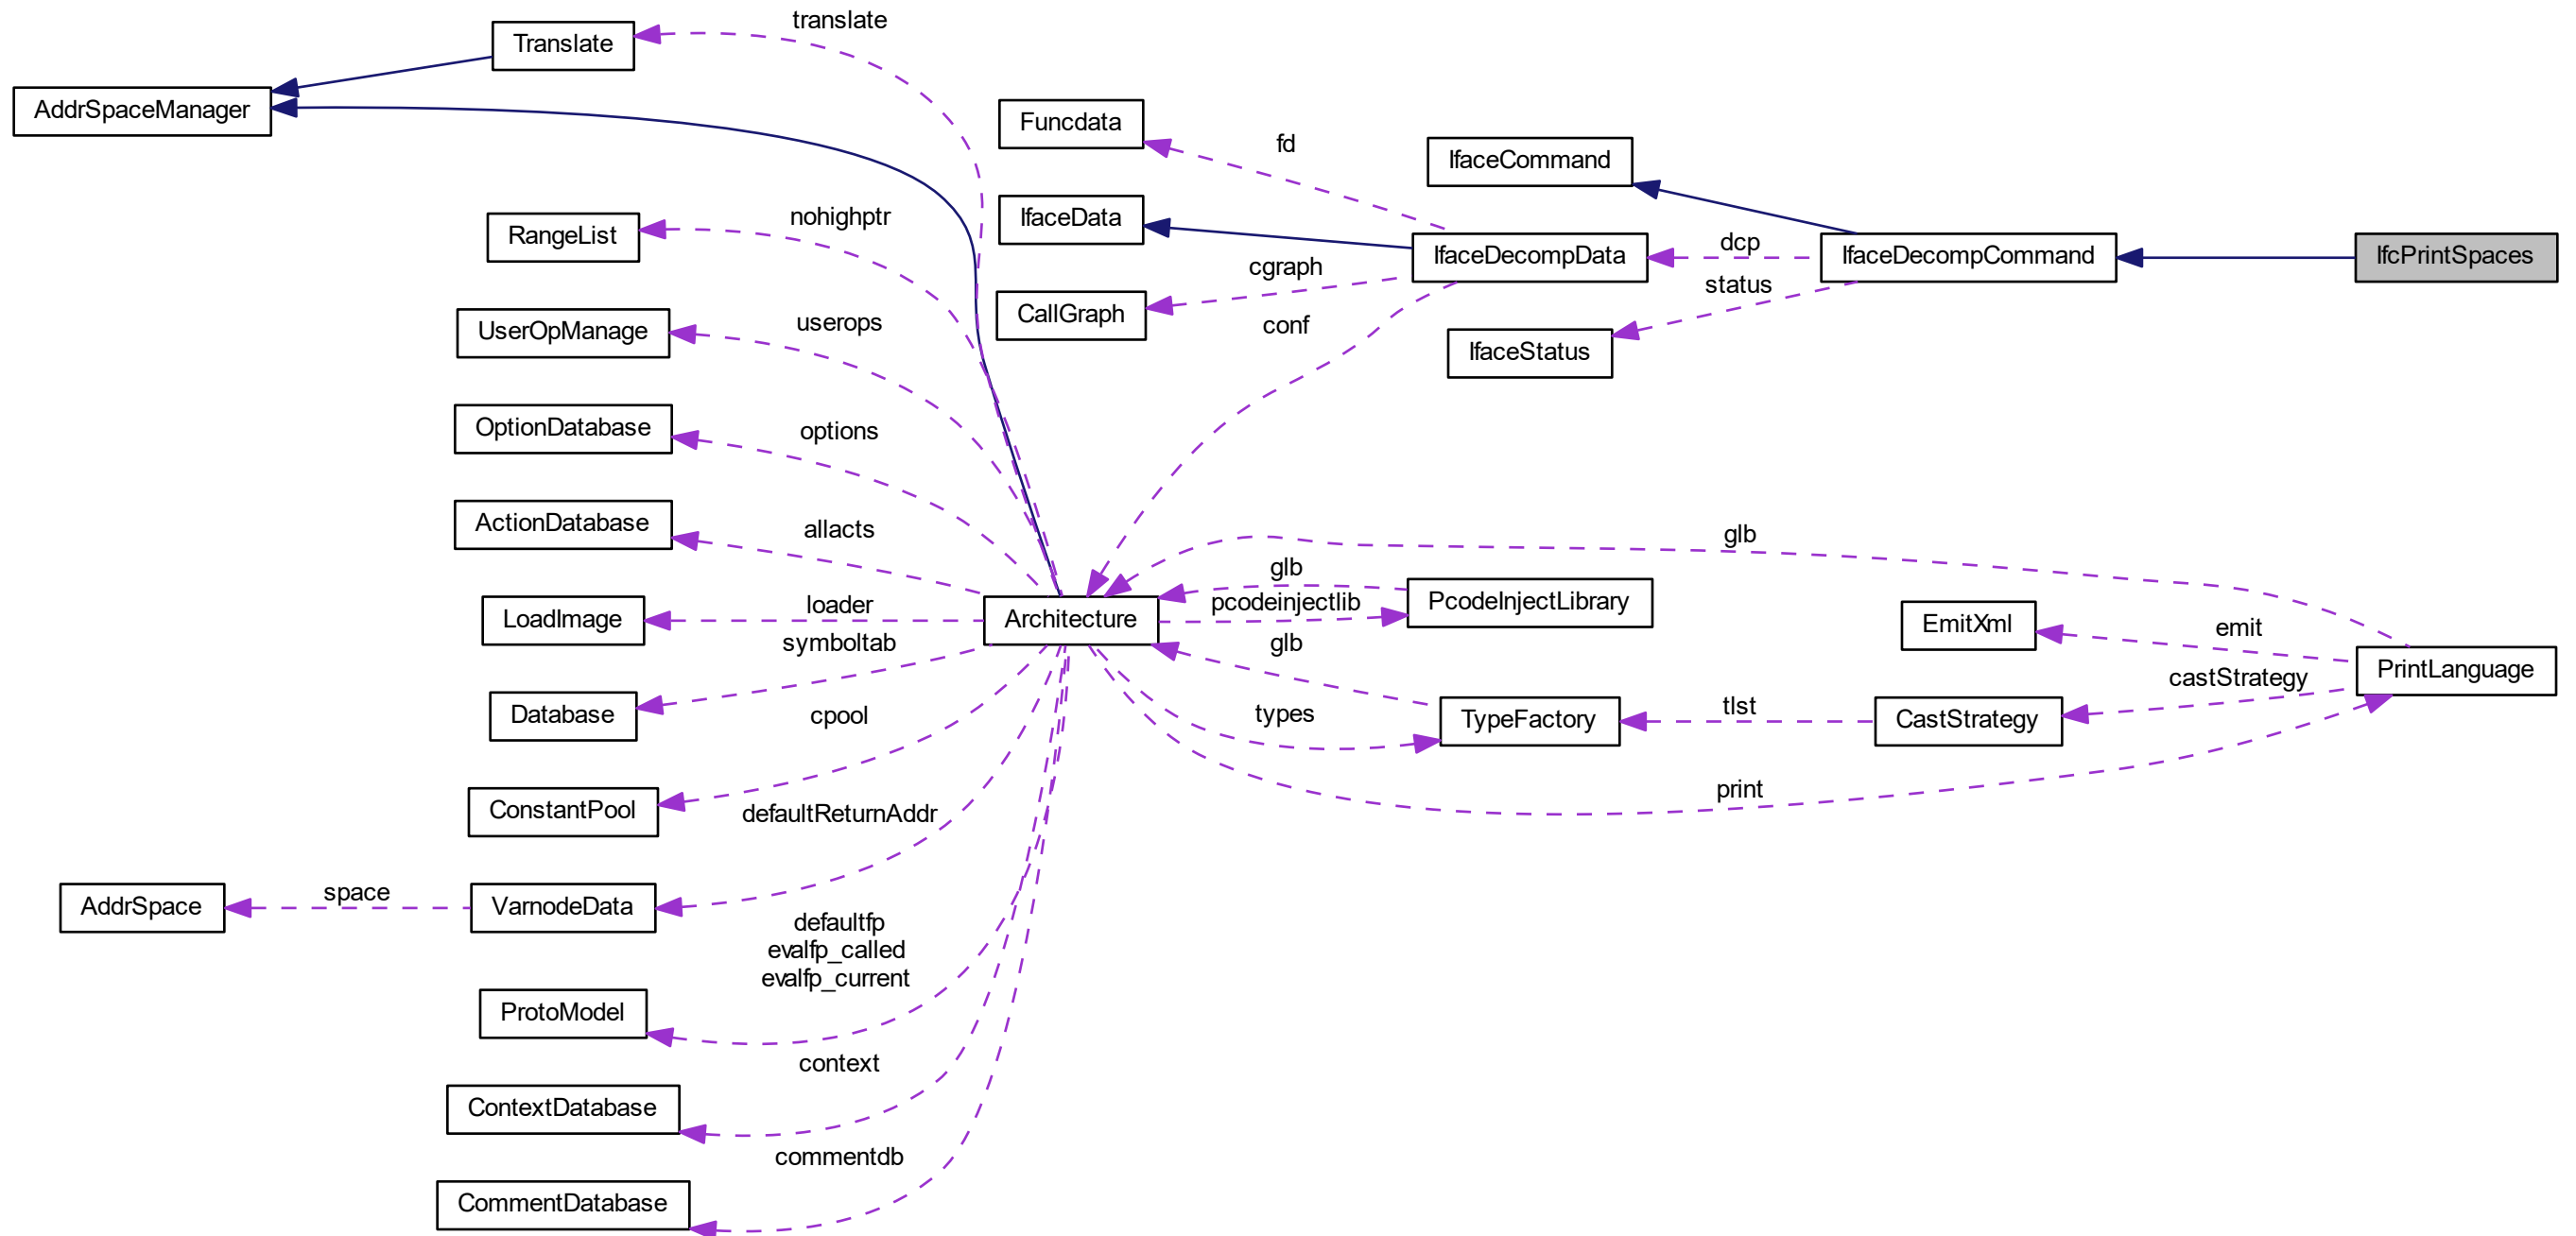 translate
Translate
AddrSpaceManager
Funcdata
fd
IfaceCommand
nohighptr
RangeList
IfaceData
IfaceDecompData
dcp
IfaceDecompCommand
IfcPrintSpaces
cgraph
status
CallGraph
conf
IfaceStatus
userops
UserOpManage
options
OptionDatabase
allacts
ActionDatabase
glb
glb
loader
LoadImage
Architecture
pcodeinjectlib
PcodeInjectLibrary
EmitXml
emit
symboltab
glb
PrintLanguage
castStrategy
Database
cpool
types
TypeFactory
tlst
CastStrategy
print
ConstantPool
defaultReturnAddr
AddrSpace
space
VarnodeData
defaultfp
evalfp_called
evalfp_current
ProtoModel
context
ContextDatabase
commentdb
CommentDatabase